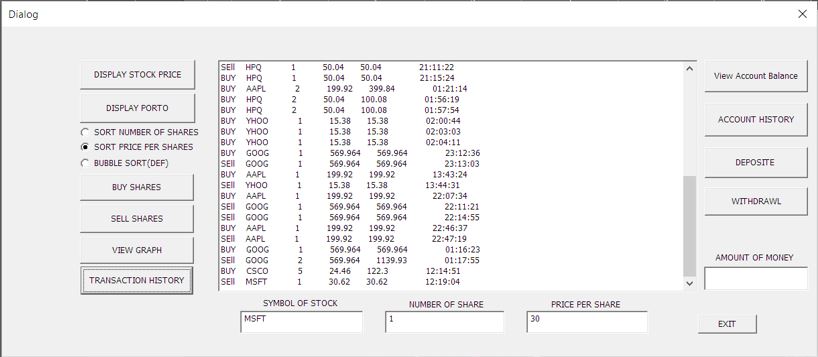 Dialog
DISPLAY STOCK PRICE
DISPLAY PORTO
SORT NUMBER OF SHARES
SORT PRICE PER SHARES
BUBBLE SORT(DEF)
BUY SHARES
SELL SHARES
VIEW GRAPH
TRANSACTION HISTORY
Sell HPQ 1 50.04 50.04 21:11:22
BUY HPQ 1 50.04 50.04 21:15:24
BUY AAPL 2 199.92 399.84 01:21:14
BUY HPQ 2 50.04 100.08 01:56:19
BUY HPQ 2 50.04 100.08 01:57:54
BUY YHOO 1 15.38 15.38 02:00:44
BUY YHOO 1 15.38 15.38 02:03:03
BUY YHOO 1 15.38 15.38 02:04:11
BUY GOOG 1 569.964 569.964 23:12:36
Sell GOOG 1 569.964 569.964 23:13:03
BUY AAPL 1 199.92 199.92 13:43:24
Sell YHOO 1 15.38 15.38 13:44:31
BUY AAPL 1 199.92 199.92 22:07:34
Sell GOOG 1 569.964 569.964 22:11:21
Sell GOOG 1 569.964 569.964 22:14:55
BUY AAPL 1 199.92 199.92 22:46:37
Sell AAPL 1 199.92 199.92 22:47:19
BUY GOOG 1 569.964 569.964 01:16:23
Sell GOOG 2 569.964 1139.93 01:17:55
BUY CSCO 5 24.46 122.3 12:14:51
Sell MSFT 1 30.62 30.62 12:19:04
View Account Balance
ACCOUNT HISTORY
DEPOSITE
WITHDRAWL
AMOUNT OF MONEY
SYMBOL OF STOCK
MSFT
NUMBER OF SHARE
1
PRICE PER SHARE
30
EXIT